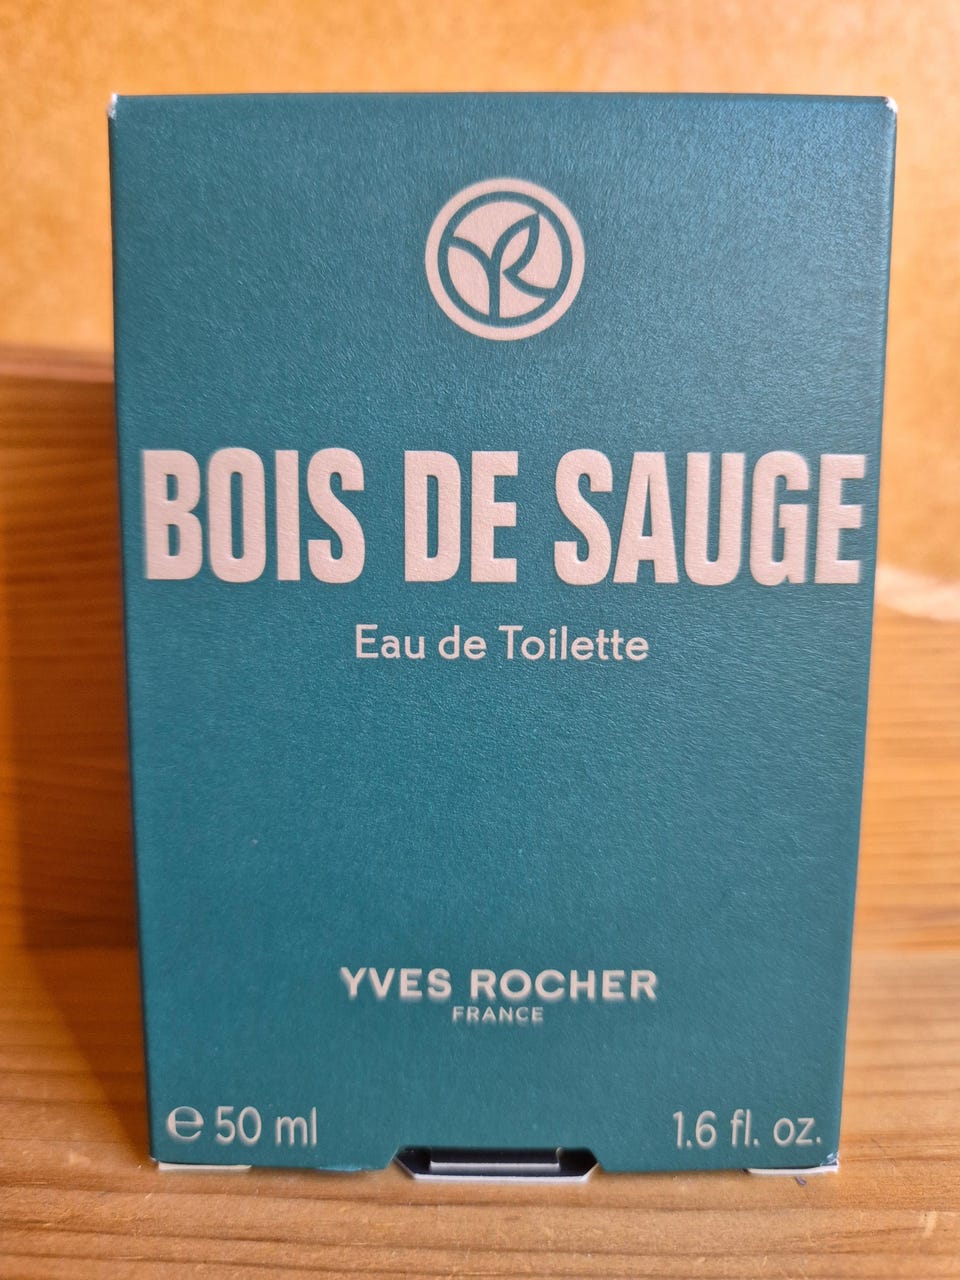 BOIS DE SAUGE
Eau de Toilette
YVES ROCHER
FRANCE
℮ 50 ml
1.6 fl. oz.